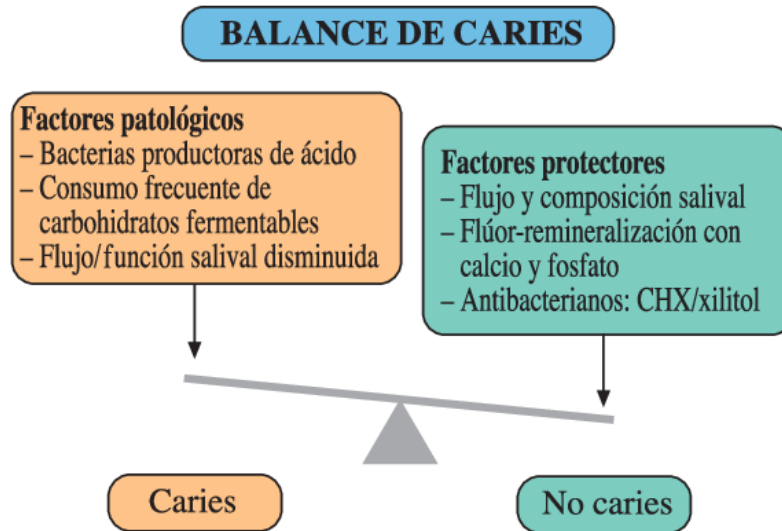 BALANCE DE CARIES
Factores patológicos
– Bacterias productoras de ácido
– Consumo frecuente de
carbohidratos fermentables
– Flujo/función salival disminuida
Factores protectores
– Flujo y composición salival
– Flúor-remineralización con
calcio y fosfato
– Antibacterianos: CHX/xilitol
Caries
No caries